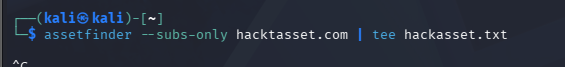 ┌──(kali㉿kali)-[~]
└─$ assetfinder --subs-only hacktasset.com | tee hackasset.txt
^C